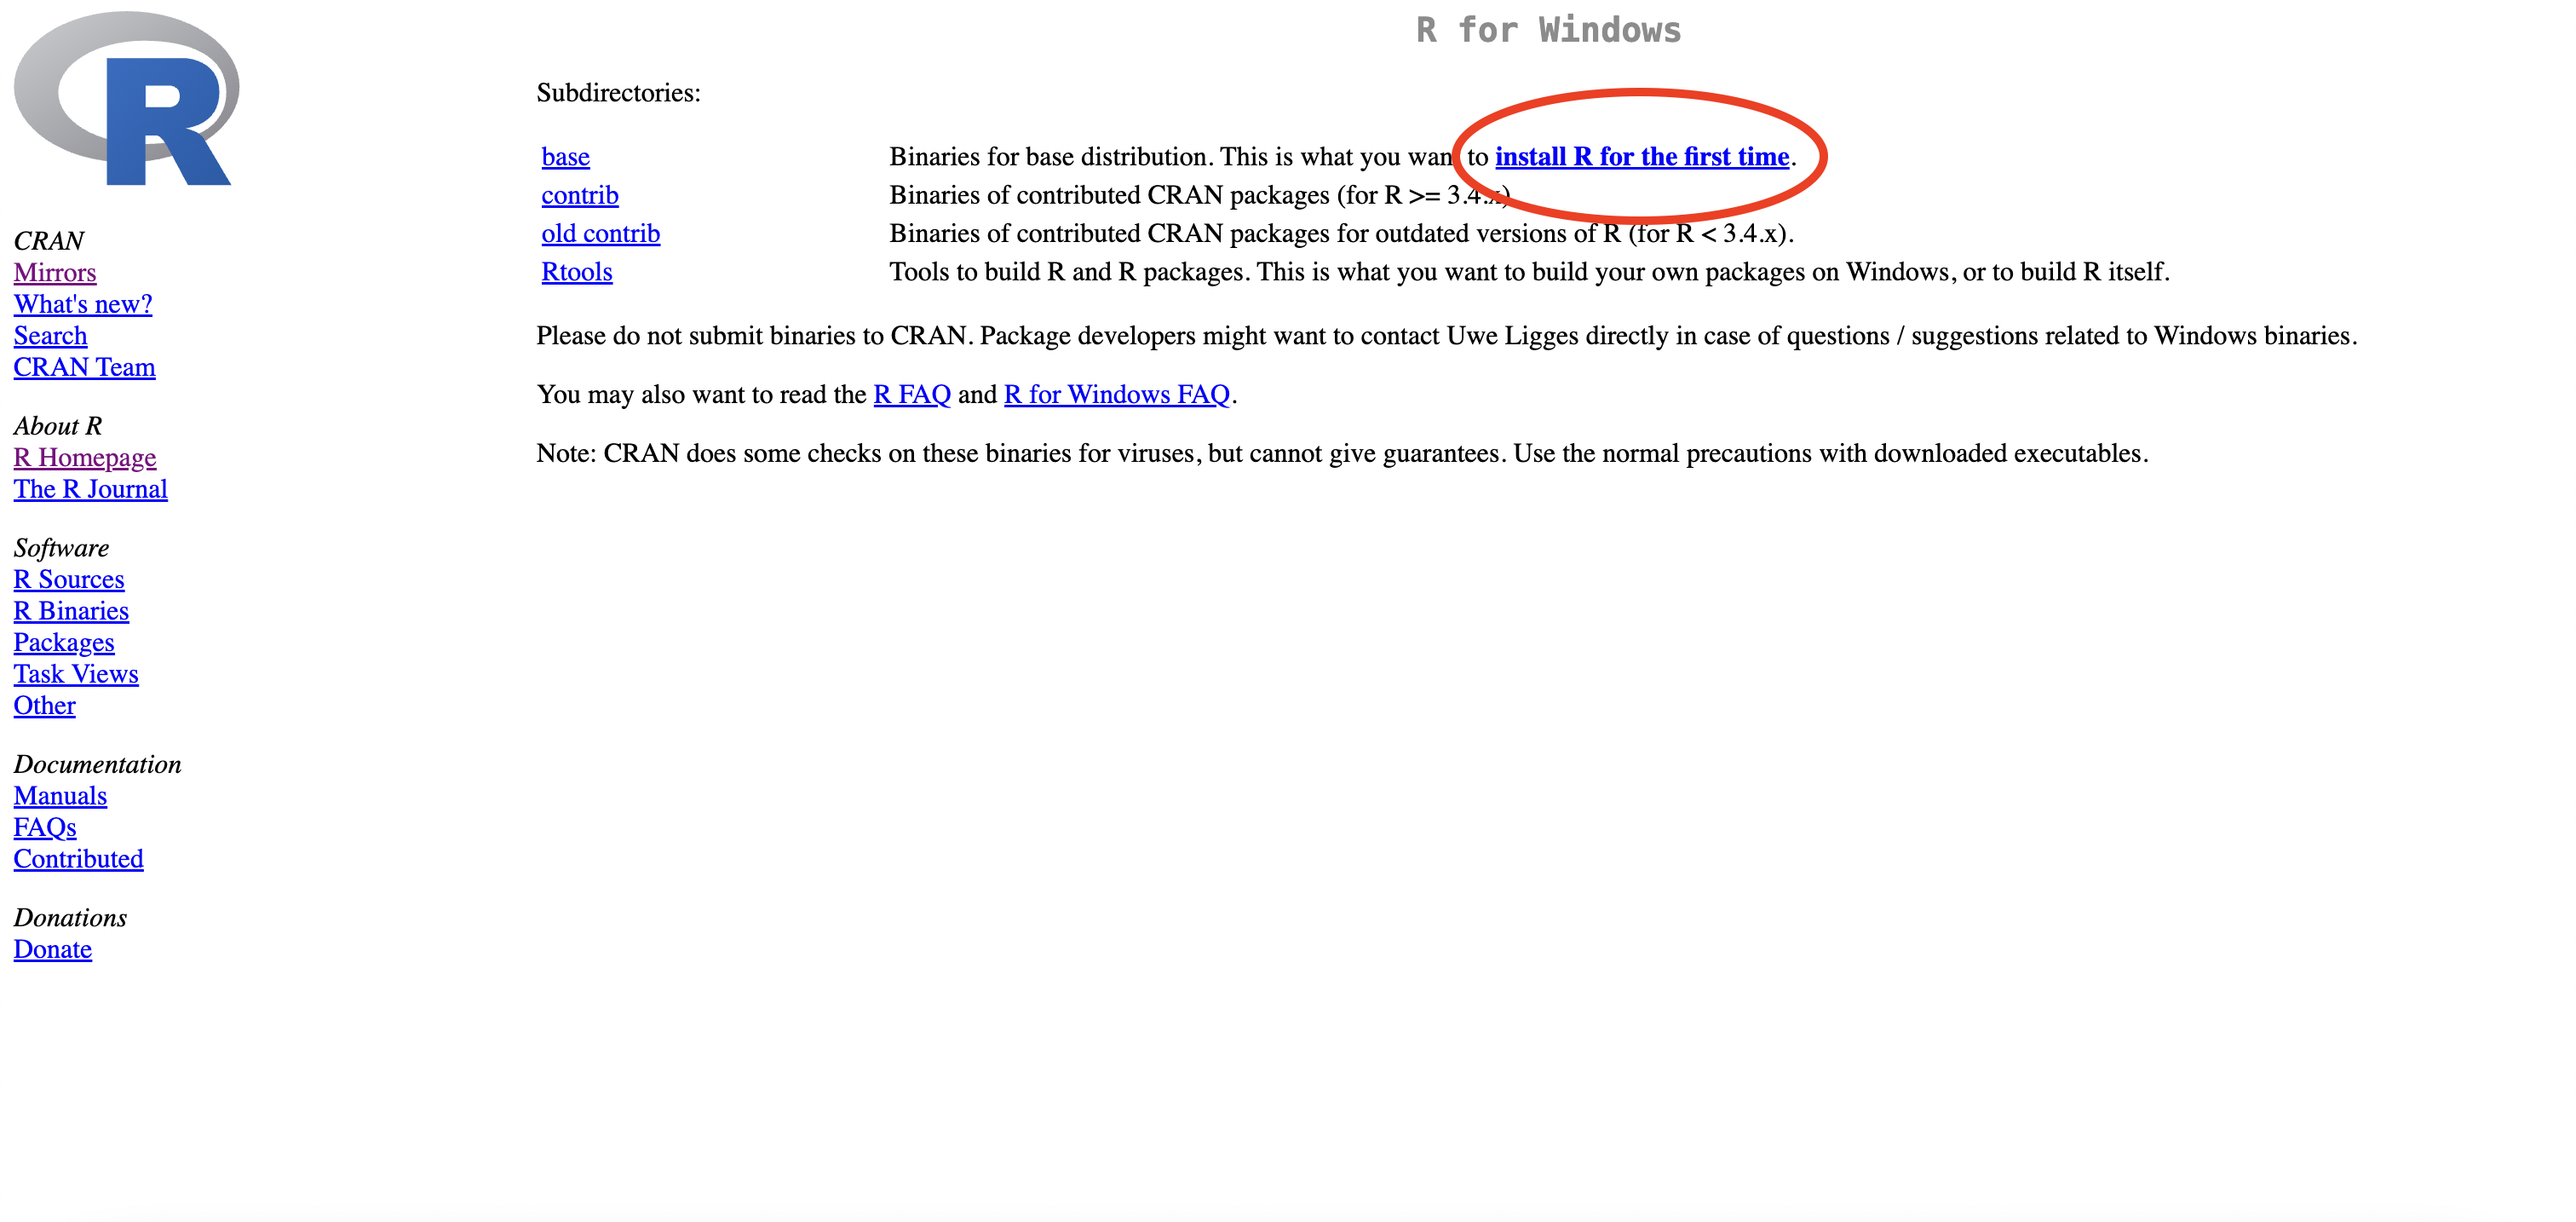 R
R for Windows
Subdirectories:
base Binaries for base distribution. This is what you want to install R for the first time.
contrib Binaries of contributed CRAN packages (for R >= 3.4.x)
old contrib Binaries of contributed CRAN packages for outdated versions of R (for R < 3.4.x).
Rtools Tools to build R and R packages. This is what you want to build your own packages on Windows, or to build R itself.
Please do not submit binaries to CRAN. Package developers might want to contact Uwe Ligges directly in case of questions / suggestions related to Windows binaries.
You may also want to read the R FAQ and R for Windows FAQ.
Note: CRAN does some checks on these binaries for viruses, but cannot give guarantees. Use the normal precautions with downloaded executables.
CRAN
Mirrors
What's new?
Search
CRAN Team
About R
R Homepage
The R Journal
Software
R Sources
R Binaries
Packages
Task Views
Other
Documentation
Manuals
FAQs
Contributed
Donations
Donate